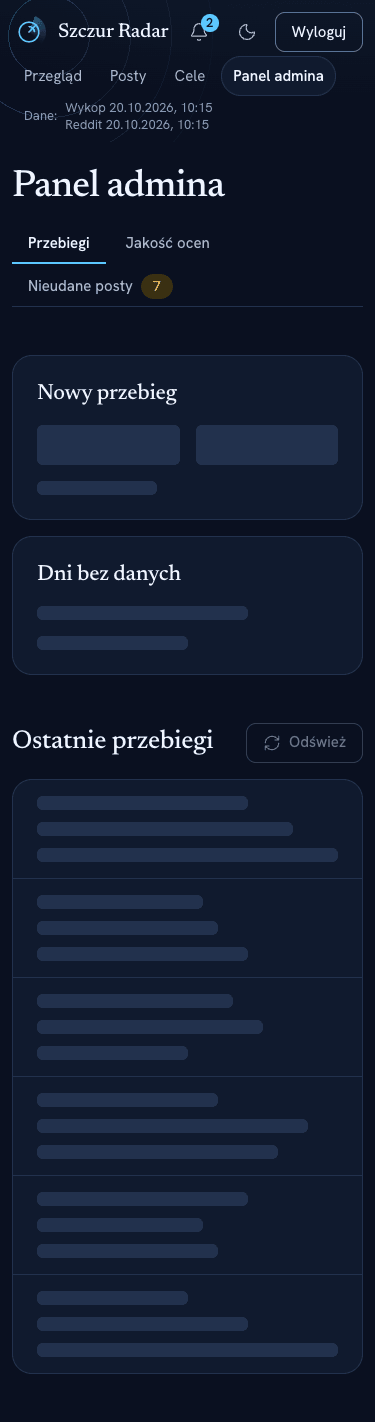 Szczur Radar
2
Wyloguj
Przegląd
Posty
Cele
Panel admina
Dane:
Wykop 20.10.2026, 10:15
Reddit 20.10.2026, 10:15
Panel admina
Przebiegi
Jakość ocen
Nieudane posty 7
Nowy przebieg
Dni bez danych
Ostatnie przebiegi
Odśwież